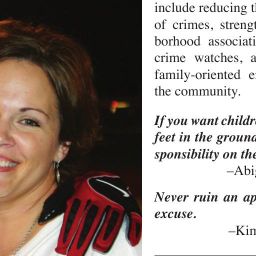 include reducing th
of crimes, strengt
borhood associati
crime watches, a
family-oriented e
the community.
If you want childre
feet in the ground
sponsibility on the
–Abig
Never ruin an ap
excuse.
–Kim